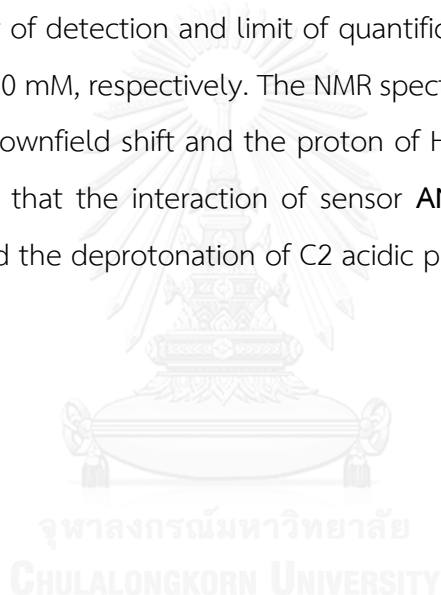 of detection and limit of quantific
0 mM, respectively. The NMR spect
ownfield shift and the proton of H
that the interaction of sensor AN
d the deprotonation of C2 acidic p
จุฬาลงกรณ์มหาวิทยาลัย
CHULALONGKORN UNIVERSITY